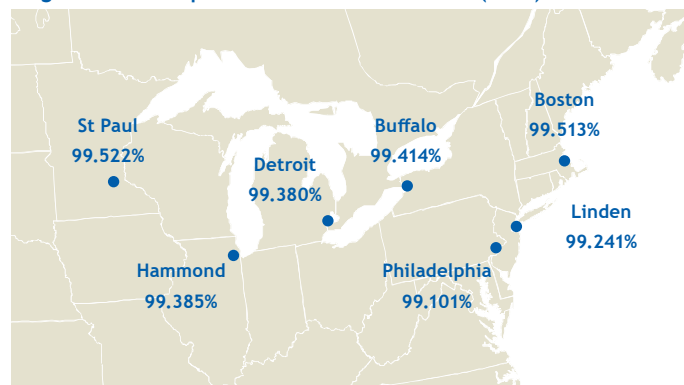 St Paul
99.522%
Detroit
99.380%
Buffalo
99.414%
Boston
99.513%
Linden
99.241%
Hammond
99.385%
Philadelphia
99.101%